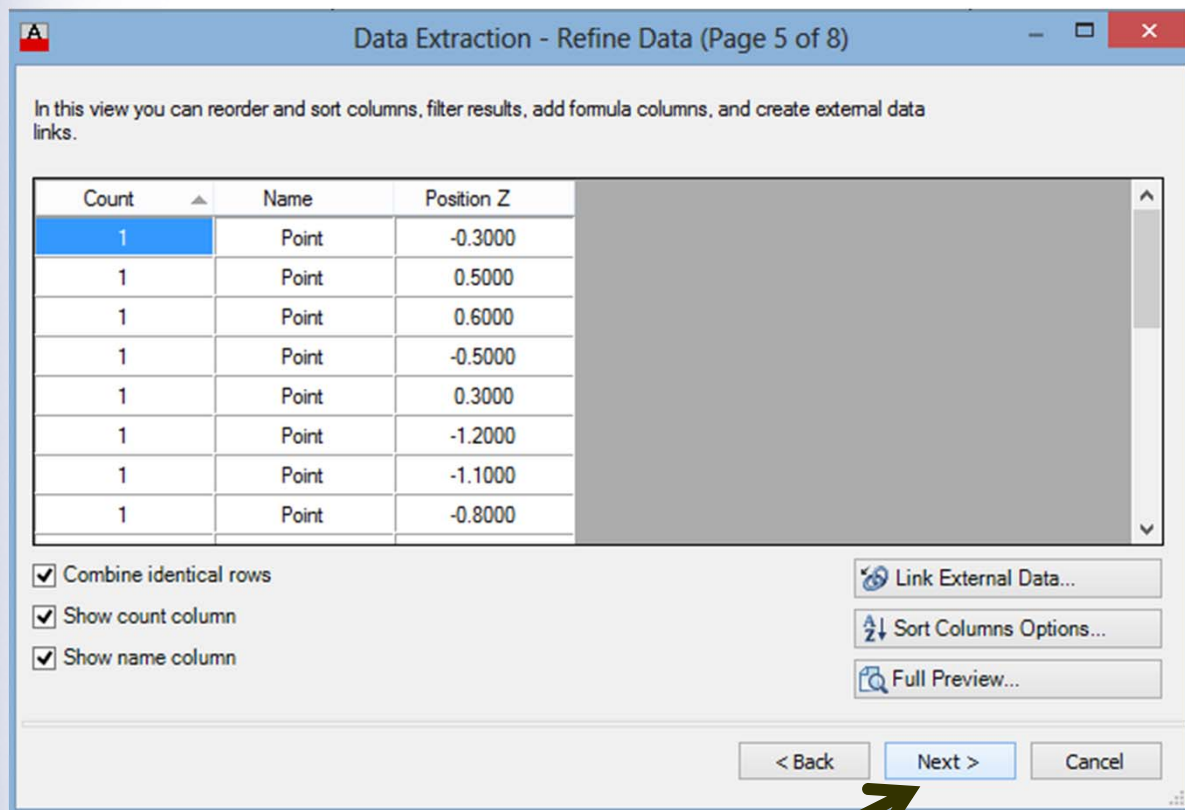 Data Extraction - Refine Data (Page 5 of 8)
In this view you can reorder and sort columns, filter results, add formula columns, and create external data
links.
Count Name Position Z
1 Point -0.3000
1 Point 0.5000
1 Point 0.6000
1 Point -0.5000
1 Point 0.3000
1 Point -1.2000
1 Point -1.1000
1 Point -0.8000
Combine identical rows
Show count column
Show name column
Link External Data...
Sort Columns Options...
Full Preview...
< Back Next > Cancel